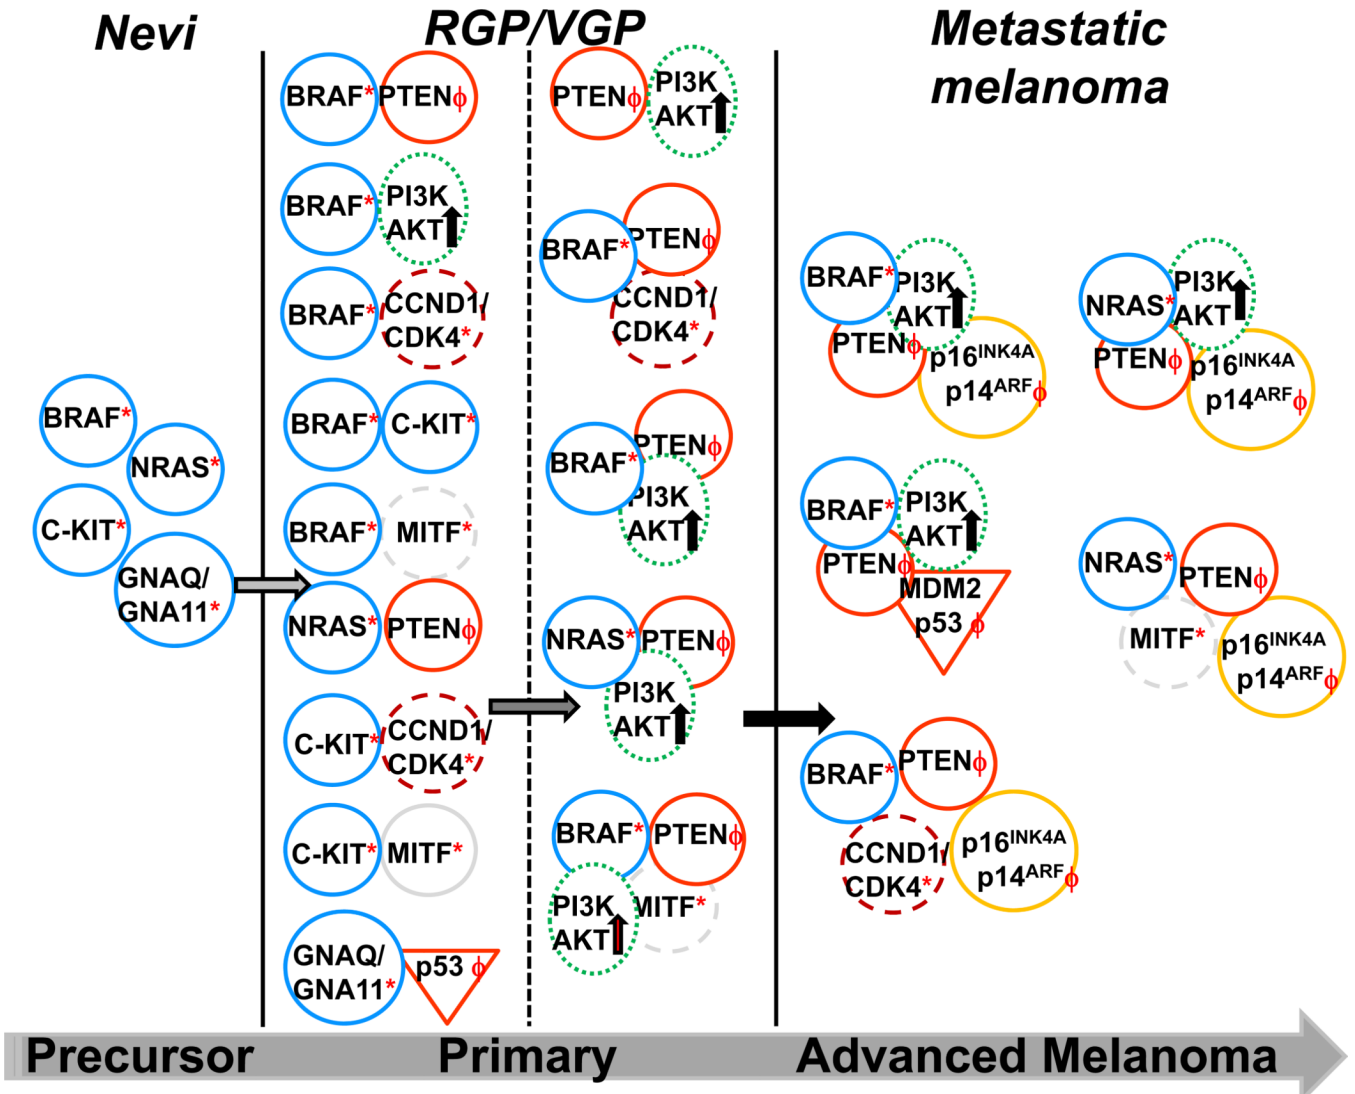 Nevi
RGP/VGP
Metastatic
melanoma
BRAF*
NRAS*
C-KIT*
GNAQ/
GNA11*
BRAF* PTENϕ
BRAF* PI3K
AKT
BRAF* CCND1/
CDK4*
BRAF* C-KIT*
BRAF* MITF*
NRAS* PTENϕ
C-KIT* CCND1/
CDK4*
C-KIT* MITF*
GNAQ/
GNA11*
p53 ϕ
PTENϕ PI3K
AKT
BRAF* PTENϕ
CCND1/
CDK4*
BRAF* PTENϕ
PI3K
AKT
NRAS* PTENϕ
PI3K
AKT
BRAF* PTENϕ
PI3K MITF*
AKT
BRAF* PI3K
AKT
PTENϕ p16INK4A
p14ARFϕ
NRAS* PI3K
AKT
PTENϕ p16INK4A
p14ARFϕ
BRAF* PI3K
AKT
PTENϕ MDM2
p53 ϕ
NRAS* PTENϕ
MITF* p16INK4A
p14ARFϕ
BRAF* PTENϕ
CCND1/
CDK4*
p16INK4A
p14ARFϕ
Precursor
Primary
Advanced Melanoma